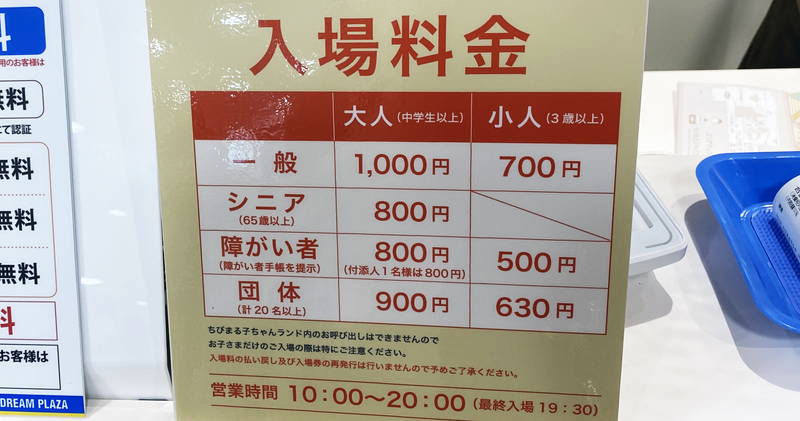 用のお客様は
無料
にて認証
無料
無料
無料
料
お客様は
DREAM PLAZA
入場料金
大人(中学生以上) 小人(3歳以上)
一般 1,000円 700円
シニア 800円
(65歳以上)
障がい者 800円 500円
(障がい者手帳を提示) (付添人1名様は800円)
団体 900円 630円
(計20名以上)
ちびまる子ちゃんランド内のお呼び出しはできませんので
お子さまだけのご入場の際は特にご注意ください。
入場料の払い戻し及び入場券の再発行は行いませんので予めご了承ください。
営業時間 10:00〜20:00(最終入場19:30)